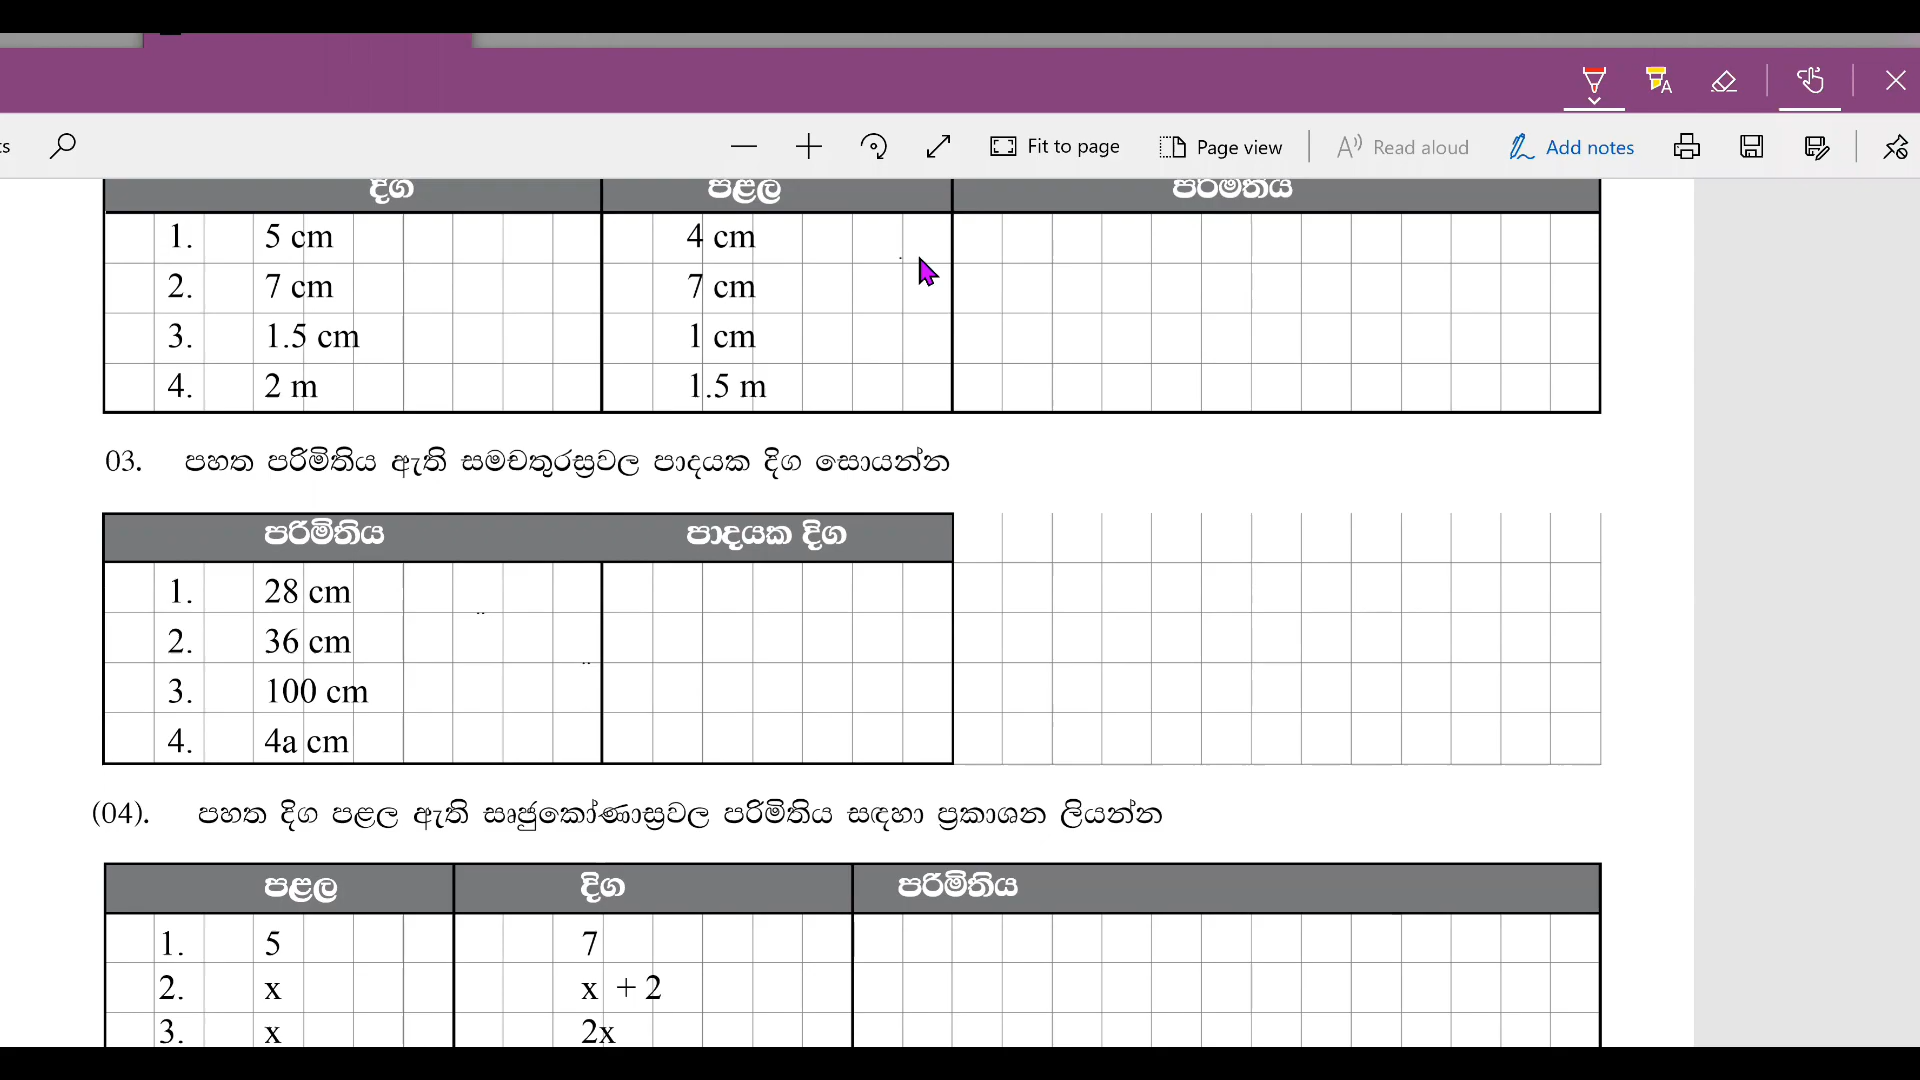 Fit to page
Page view
Read aloud
Add notes
දිග පළල පරිමිතිය
1. 5 cm 4 cm
2. 7 cm 7 cm
3. 1.5 cm 1 cm
4. 2 m 1.5 m
03. පහත පරිමිතිය ඇති සමචතුරස්‍රවල පාදයක දිග සොයන්න
පරිමිතිය පාදයක දිග
1. 28 cm
2. 36 cm
3. 100 cm
4. 4a cm
(04). පහත දිග පළල ඇති සෘජුකෝණාස්‍රවල පරිමිතිය සඳහා ප්‍රකාශන ලියන්න
පළල දිග පරිමිතිය
1. 5 7
2. x x + 2
3. x 2x